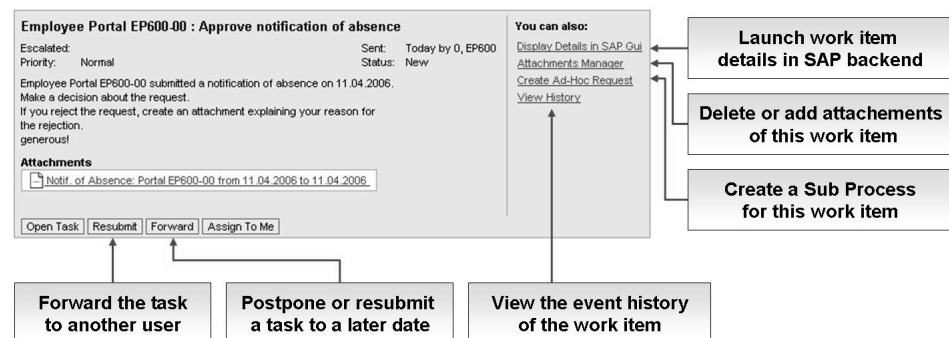 Employee Portal EP600-00 : Approve notification of absence
Escalated:
Sent: Today by 0, EP600
Priority: Normal
Status: New
Employee Portal EP600-00 submitted a notification of absence on 11.04.2006.
Make a decision about the request.
If you reject the request, create an attachment explaining your reason for
the rejection.
generous!
Attachments
Notif. of Absence: Portal EP600-00 from 11.04.2006 to 11.04.2006
Open Task
Resubmit
Forward
Assign To Me
You can also:
Display Details in SAP Gui
Attachments Manager
Create Ad-Hoc Request
View History
Launch work item
details in SAP backend
Delete or add attachements
of this work item
Create a Sub Process
for this work item
Forward the task
to another user
Postpone or resubmit
a task to a later date
View the event history
of the work item